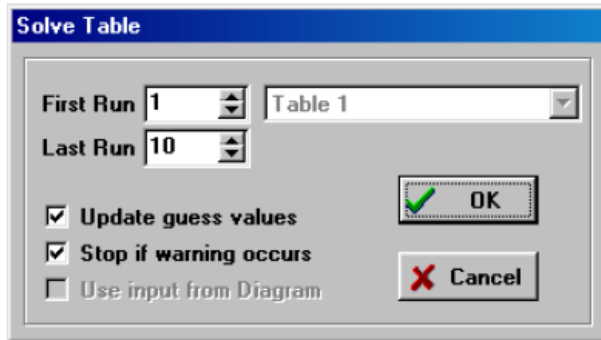 Solve Table
First Run 1 Table 1
Last Run 10
Update guess values
Stop if warning occurs
Use input from Diagram
OK
Cancel